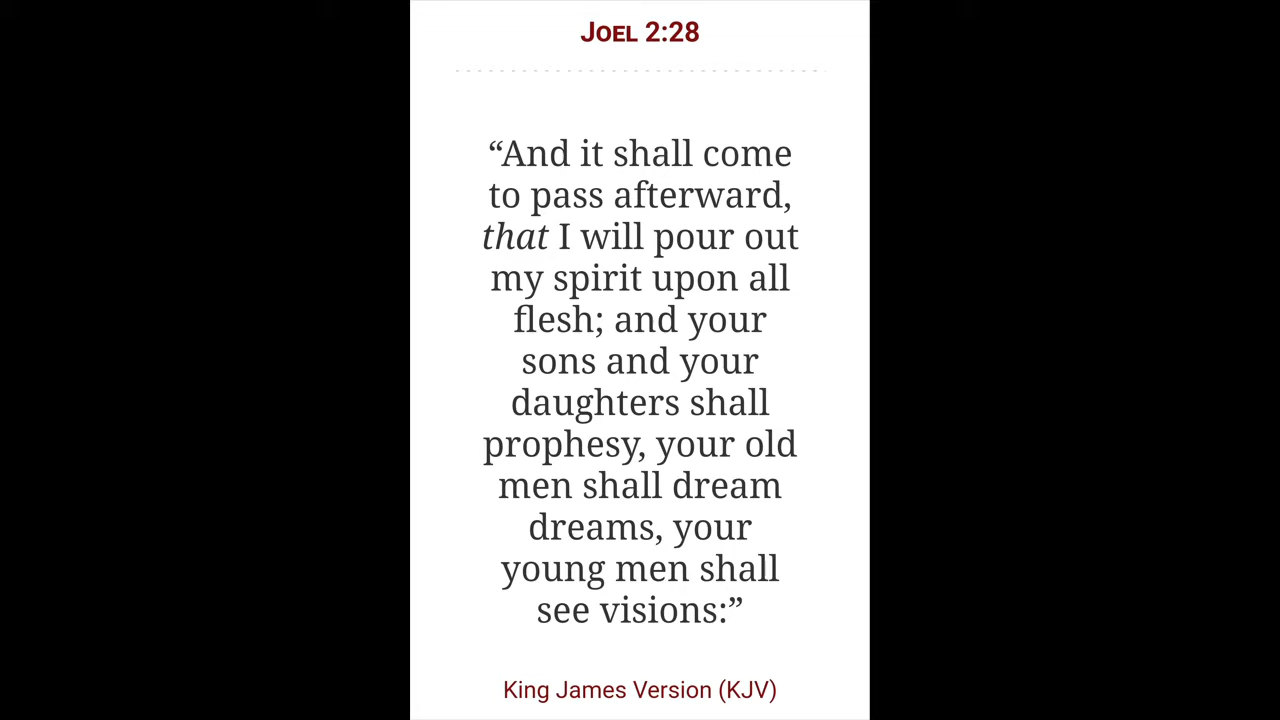 JOEL 2:28
“And it shall come
to pass afterward,
that I will pour out
my spirit upon all
flesh; and your
sons and your
daughters shall
prophesy, your old
men shall dream
dreams, your
young men shall
see visions:”
King James Version (KJV)